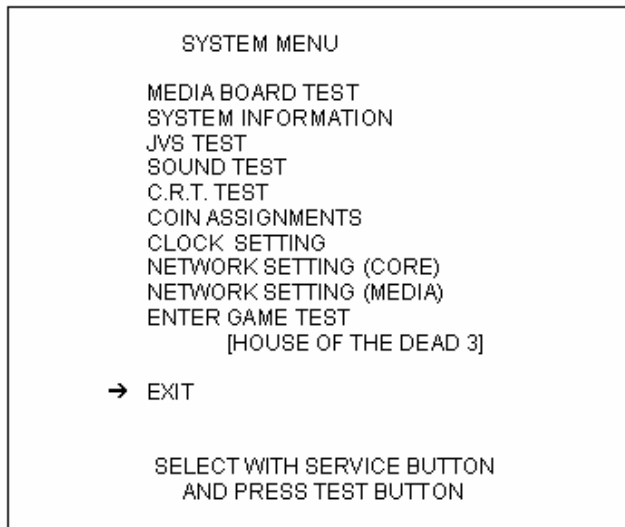 SYSTEM MENU
MEDIA BOARD TEST
SYSTEM INFORMATION
JVS TEST
SOUND TEST
C.R.T. TEST
COIN ASSIGNMENTS
CLOCK SETTING
NETWORK SETTING (CORE)
NETWORK SETTING (MEDIA)
ENTER GAME TEST
[HOUSE OF THE DEAD 3]
➔ EXIT
SELECT WITH SERVICE BUTTON
AND PRESS TEST BUTTON